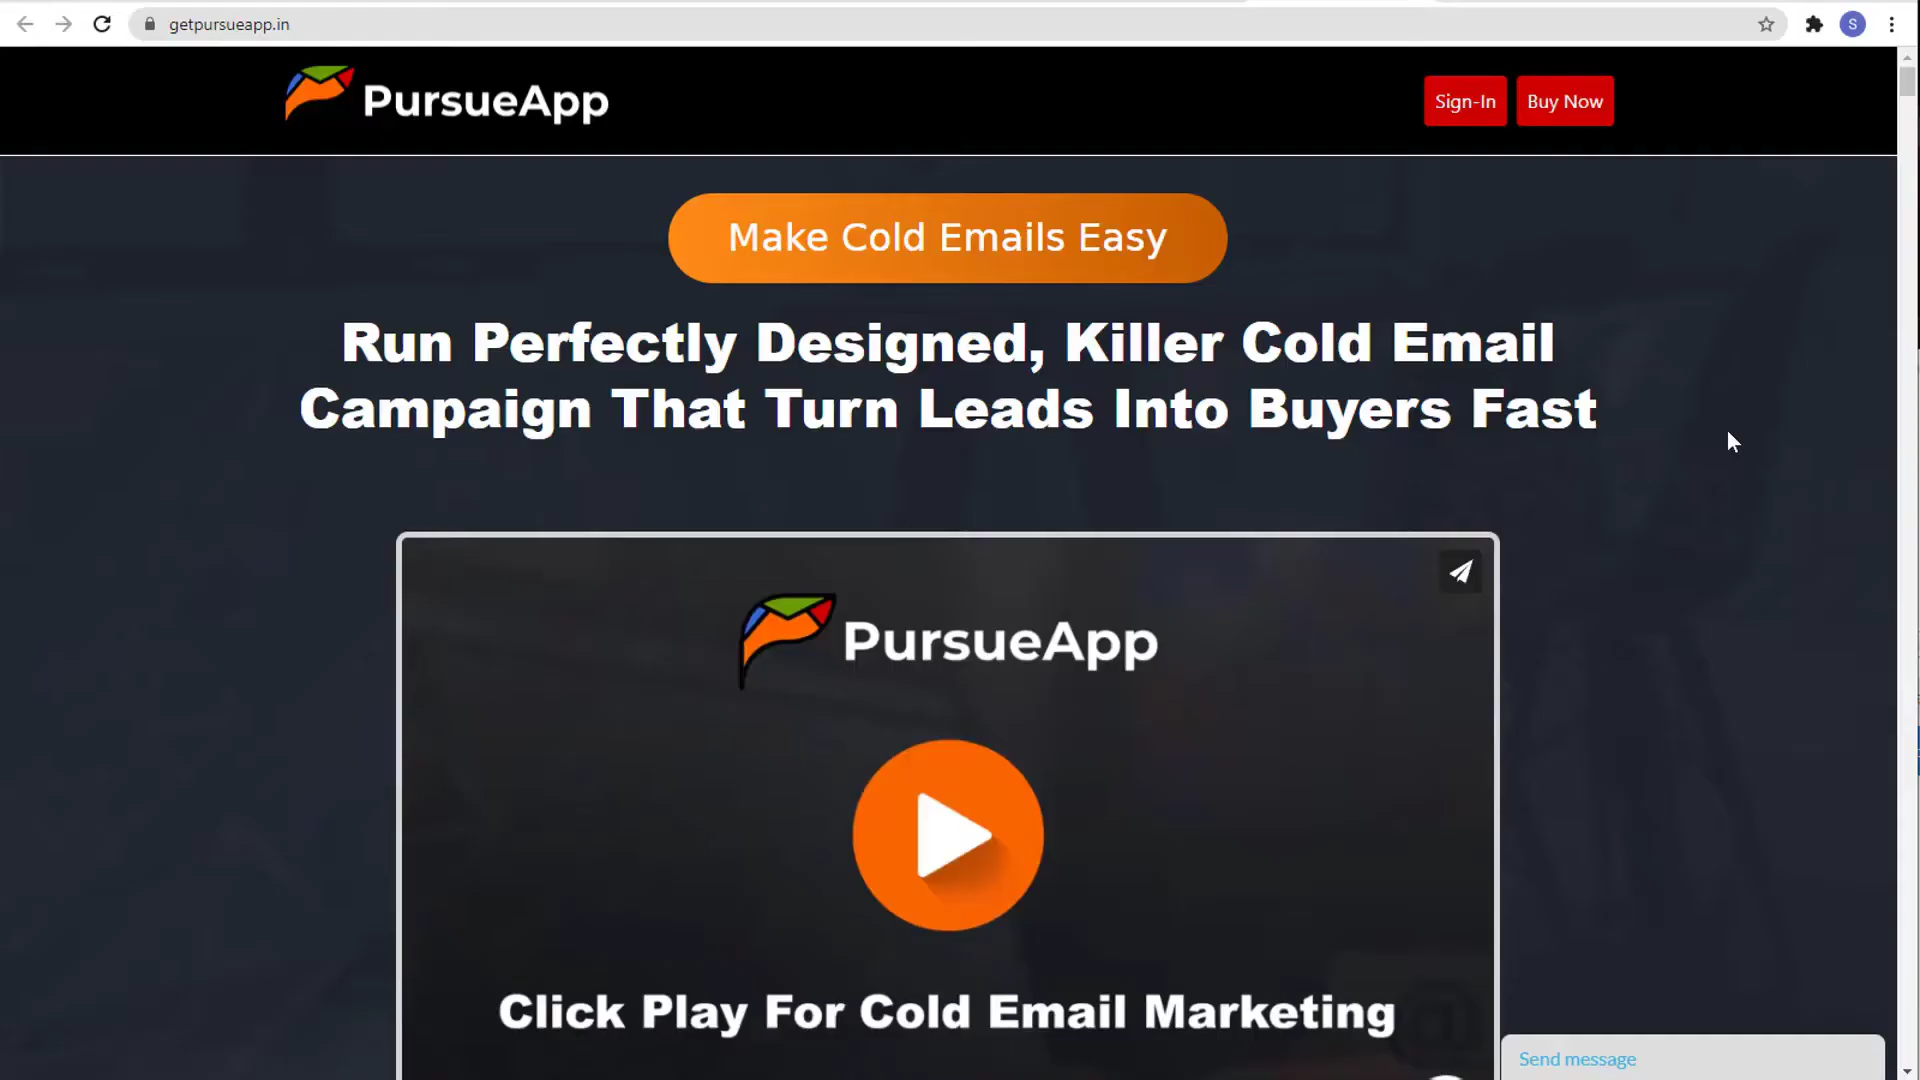 getpursueapp.in
S
PursueApp
Sign-In
Buy Now
Make Cold Emails Easy
Run Perfectly Designed, Killer Cold Email
Campaign That Turn Leads Into Buyers Fast
PursueApp
Click Play For Cold Email Marketing
Send message